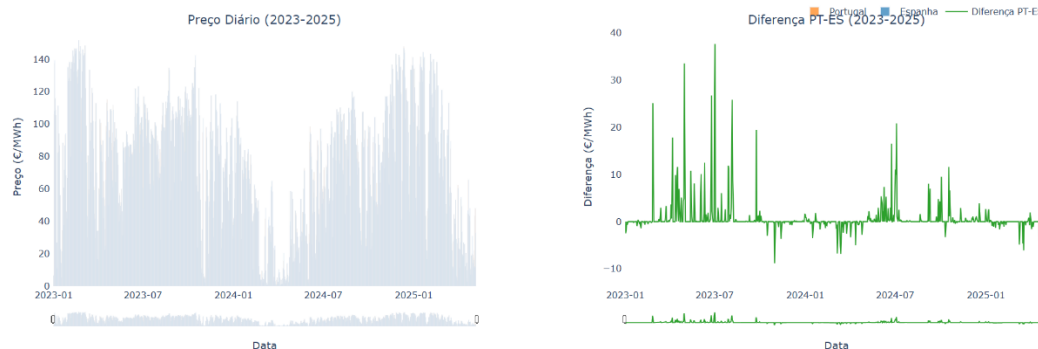 Preço Diário (2023-2025)
Preço (€/MWh)
140
120
100
80
60
40
20
0
2023-01
2023-07
2024-01
2024-07
2025-01
Data
Diferença PT-ES (2023-2025)
Portugal
Espanha
Diferença PT-E
Diferença (€/MWh)
40
30
20
10
0
−10
2023-01
2023-07
2024-01
2024-07
2025-01
Data